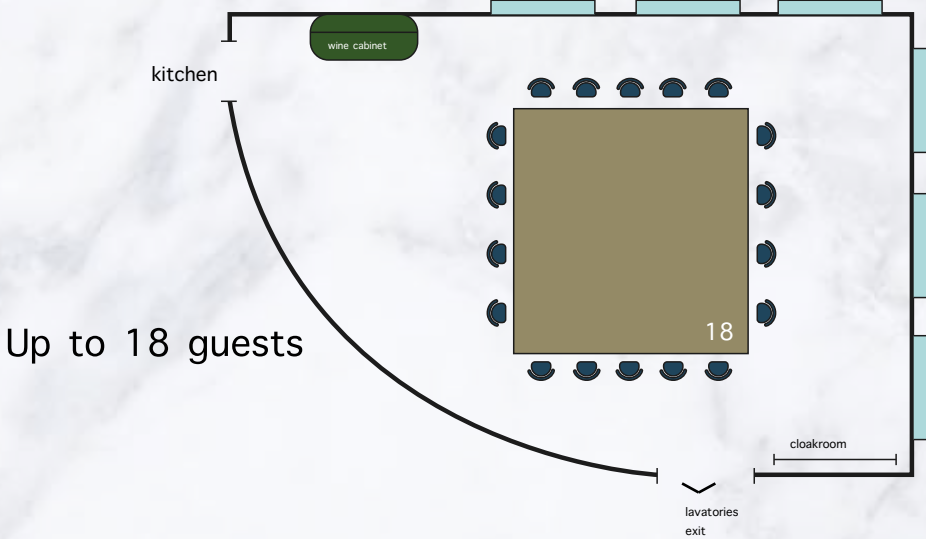 wine cabinet
kitchen
Up to 18 guests
18
cloakroom
lavatories
exit